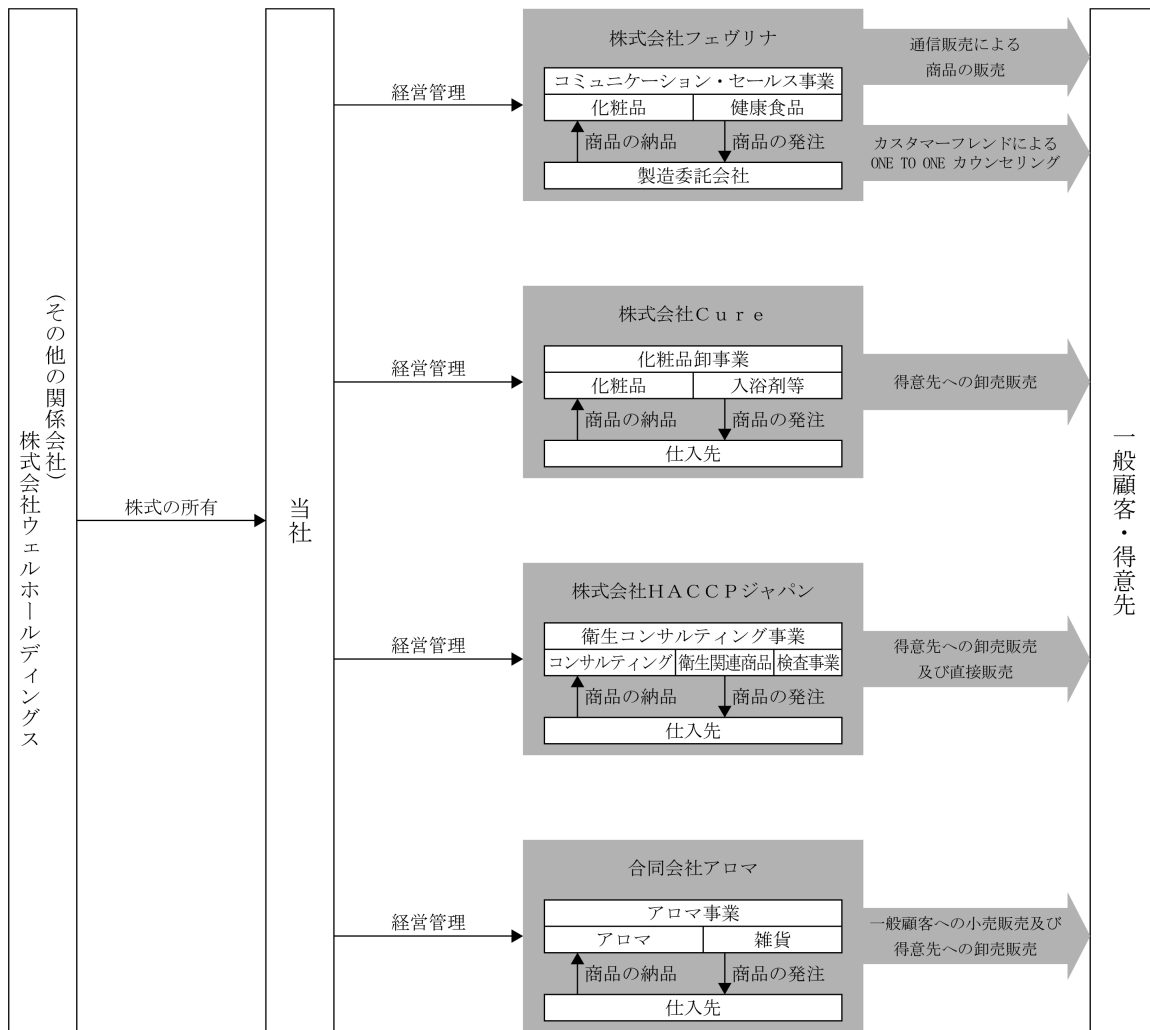 (その他の関係会社)
株式会社ウェルホールディングス
株式の所有
当社
経営管理
株式会社フェヴリナ
コミュニケーション・セールス事業
化粧品
健康食品
商品の納品
商品の発注
製造委託会社
通信販売による
商品の販売
カスタマーフレンドによる
ONE TO ONE カウンセリング
経営管理
株式会社Cure
化粧品卸事業
化粧品
入浴剤等
商品の納品
商品の発注
仕入先
得意先への卸売販売
経営管理
株式会社HACCPジャパン
衛生コンサルティング事業
コンサルティング
衛生関連商品
検査事業
商品の納品
商品の発注
仕入先
得意先への卸売販売
及び直接販売
経営管理
合同会社アロマ
アロマ事業
アロマ
雑貨
商品の納品
商品の発注
仕入先
一般顧客への小売販売及び
得意先への卸売販売
一般顧客・得意先